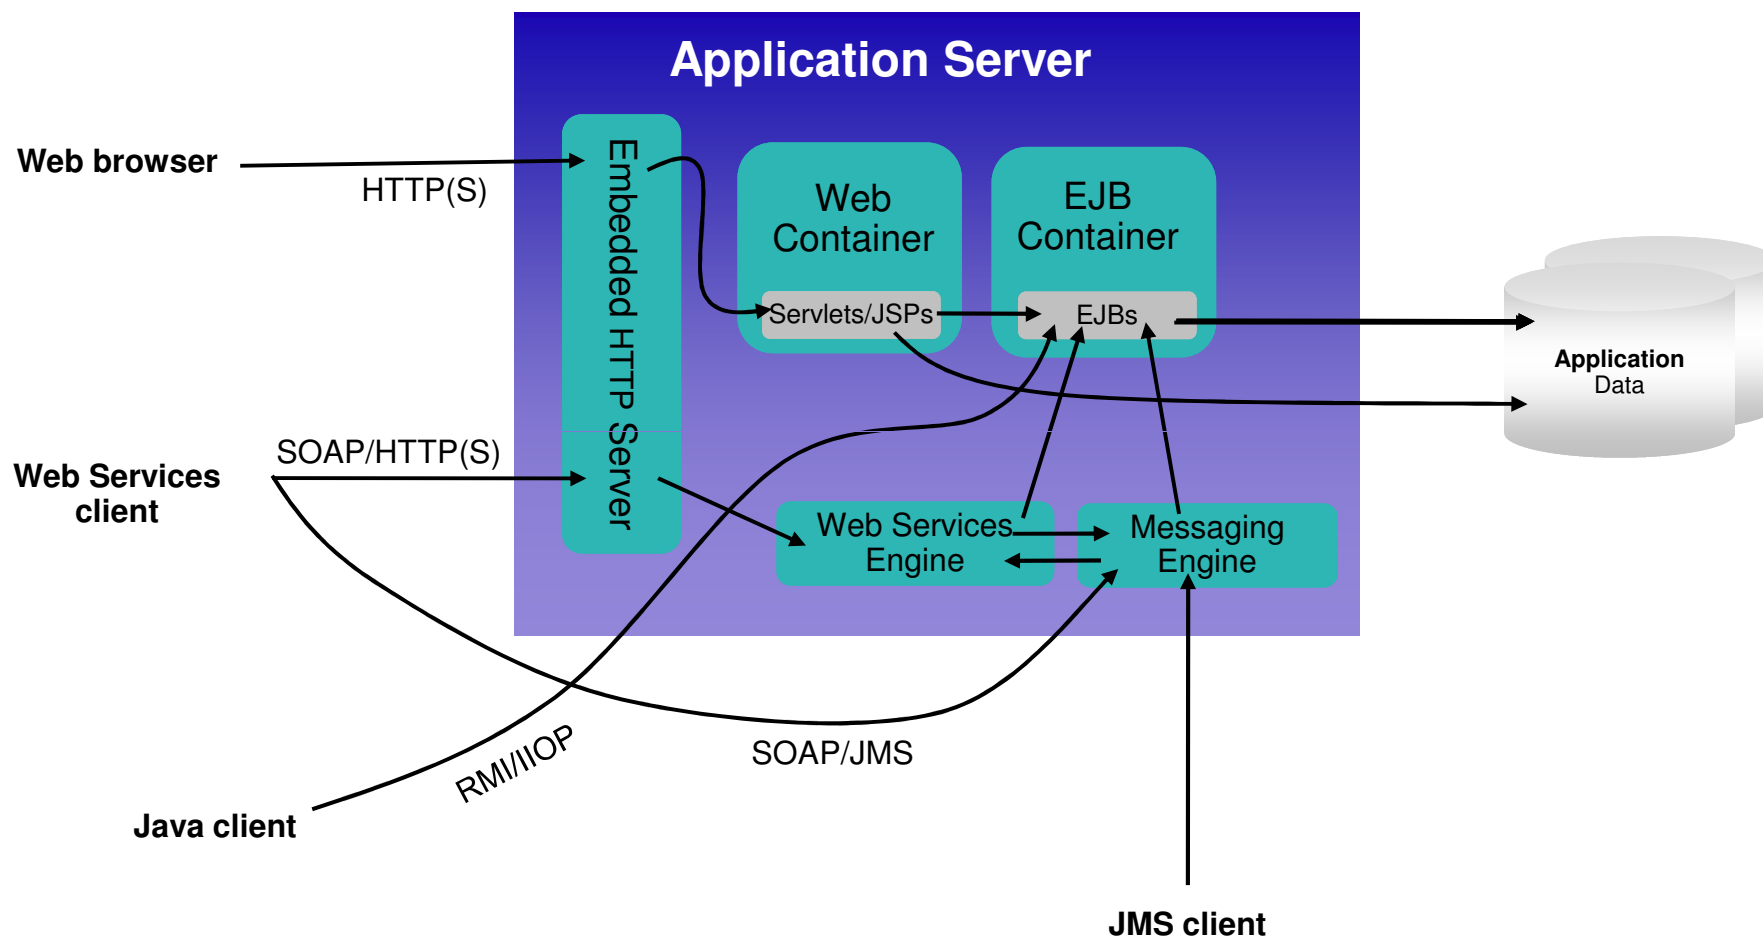 Application Server
Web browser
HTTP(S)
Embedded HTTP Server
Web
Container
Servlets/JSPs
EJB
Container
EJBs
Application
Data
SOAP/HTTP(S)
Web Services
client
Web Services
Engine
Messaging
Engine
RMI/IIOP
SOAP/JMS
Java client
JMS client